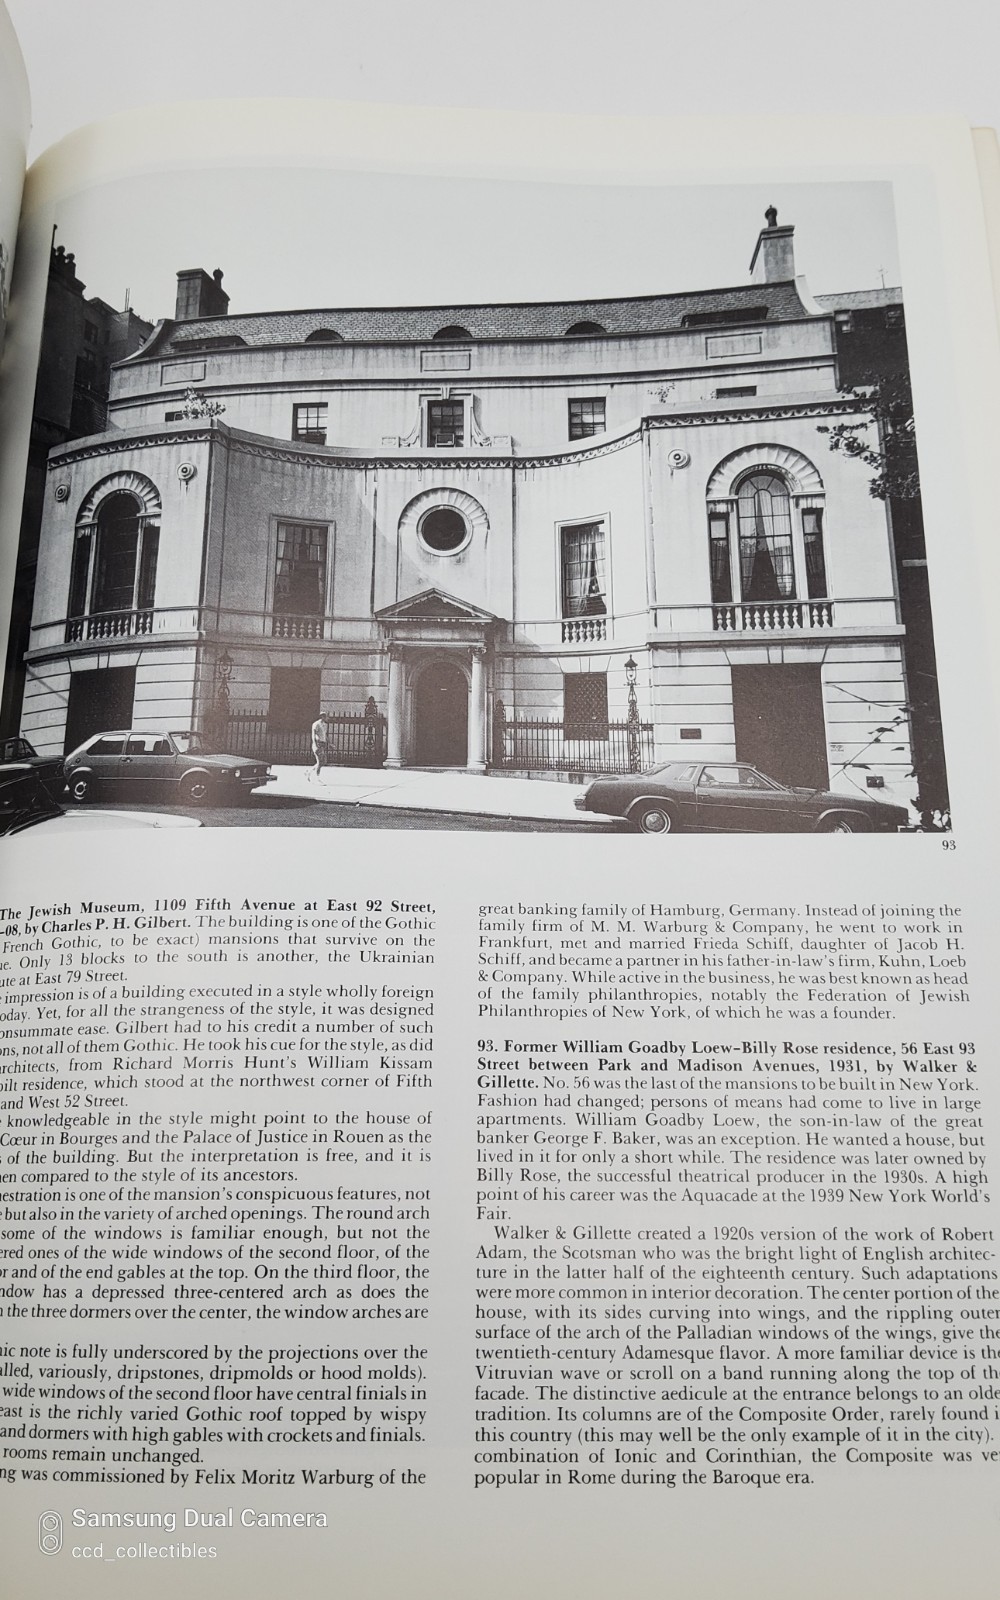 93
The Jewish Museum, 1109 Fifth Avenue at East 92 Street,
-08, by Charles P. H. Gilbert. The building is one of the Gothic
French Gothic, to be exact) mansions that survive on the
Only 13 blocks to the south is another, the Ukrainian
at East 79 Street.
impression is of a building executed in a style wholly foreign
Yet, for all the strangeness of the style, it was designed
ease. Gilbert had to his credit a number of such
not all of them Gothic. He took his cue for the style, as did
from Richard Morris Hunt's William Kissam
residence, which stood at the northwest corner of Fifth
and West 52 Street.
knowledgeable in the style might point to the house of
Cœur in Bourges and the Palace of Justice in Rouen as the
of the building. But the interpretation is free, and it is
compared to the style of its ancestors.
is one of the mansion's conspicuous features, not
but also in the variety of arched openings. The round arch
some of the windows is familiar enough, but not the
ones of the wide windows of the second floor, of the
and of the end gables at the top. On the third floor, the
has a depressed three-centered arch as does the
the three dormers over the center, the window arches are
note is fully underscored by the projections over the
variously, dripstones, dripmolds or hood molds).
wide windows of the second floor have central finials in
is the richly varied Gothic roof topped by wispy
and dormers with high gables with crockets and finials.
rooms remain unchanged.
was commissioned by Felix Moritz Warburg of the
great banking family of Hamburg, Germany. Instead of joining the
family firm of M. M. Warburg & Company, he went to work in
Frankfurt, met and married Frieda Schiff, daughter of Jacob H.
Schiff, and became a partner in his father-in-law's firm, Kuhn, Loeb
& Company. While active in the business, he was best known as head
of the family philanthropies, notably the Federation of Jewish
Philanthropies of New York, of which he was a founder.
93. Former William Goadby Loew–Billy Rose residence, 56 East 93
Street between Park and Madison Avenues, 1931, by Walker &
Gillette. No. 56 was the last of the mansions to be built in New York.
Fashion had changed; persons of means had come to live in large
apartments. William Goadby Loew, the son-in-law of the great
banker George F. Baker, was an exception. He wanted a house, but
lived in it for only a short while. The residence was later owned by
Billy Rose, the successful theatrical producer in the 1930s. A high
point of his career was the Aquacade at the 1939 New York World's
Fair.
Walker & Gillette created a 1920s version of the work of Robert
Adam, the Scotsman who was the bright light of English architec-
ture in the latter half of the eighteenth century. Such adaptations
were more common in interior decoration. The center portion of the
house, with its sides curving into wings, and the rippling outer
surface of the arch of the Palladian windows of the wings, give the
twentieth-century Adamesque flavor. A more familiar device is the
Vitruvian wave or scroll on a band running along the top of th
facade. The distinctive aedicule at the entrance belongs to an olde
tradition. Its columns are of the Composite Order, rarely found i
this country (this may well be the only example of it in the city).
combination of Ionic and Corinthian, the Composite was ve
popular in Rome during the Baroque era.
Samsung Dual Camera
ccd_collectibles